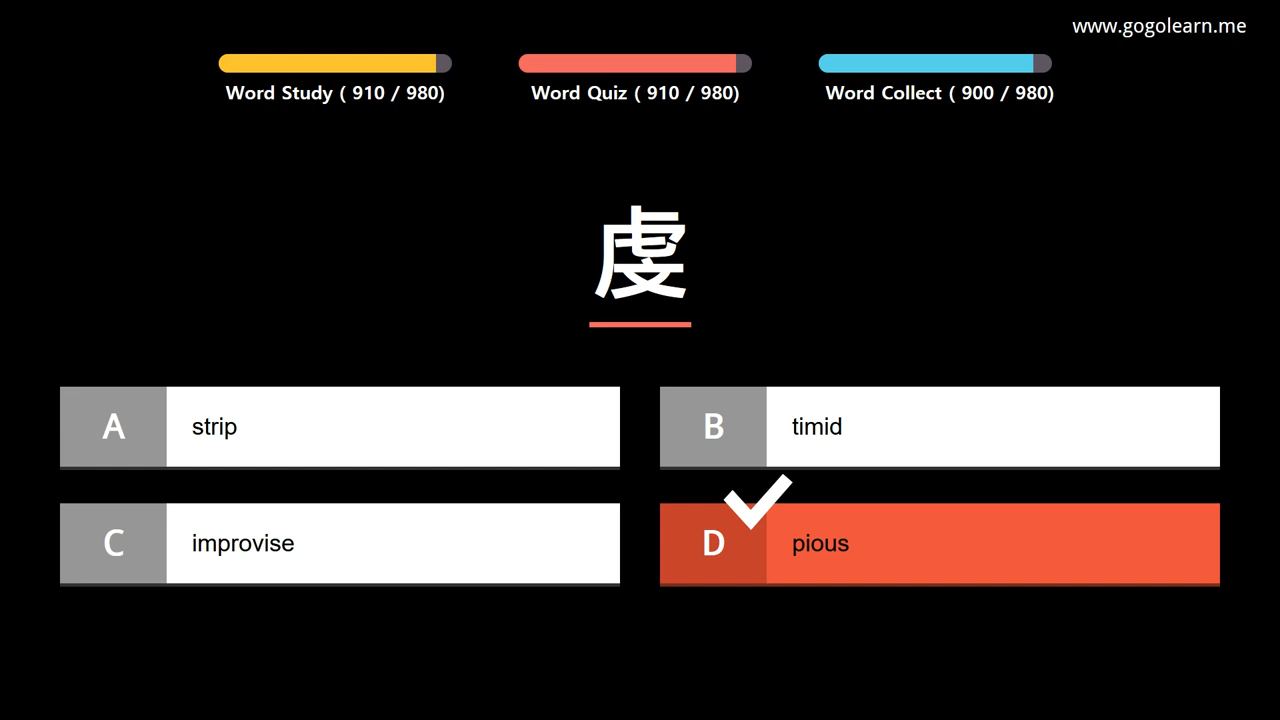 www.gogolearn.me
Word Study ( 910 / 980)
Word Quiz ( 910 / 980)
Word Collect ( 900 / 980)
虔
A strip
B timid
C improvise
D pious